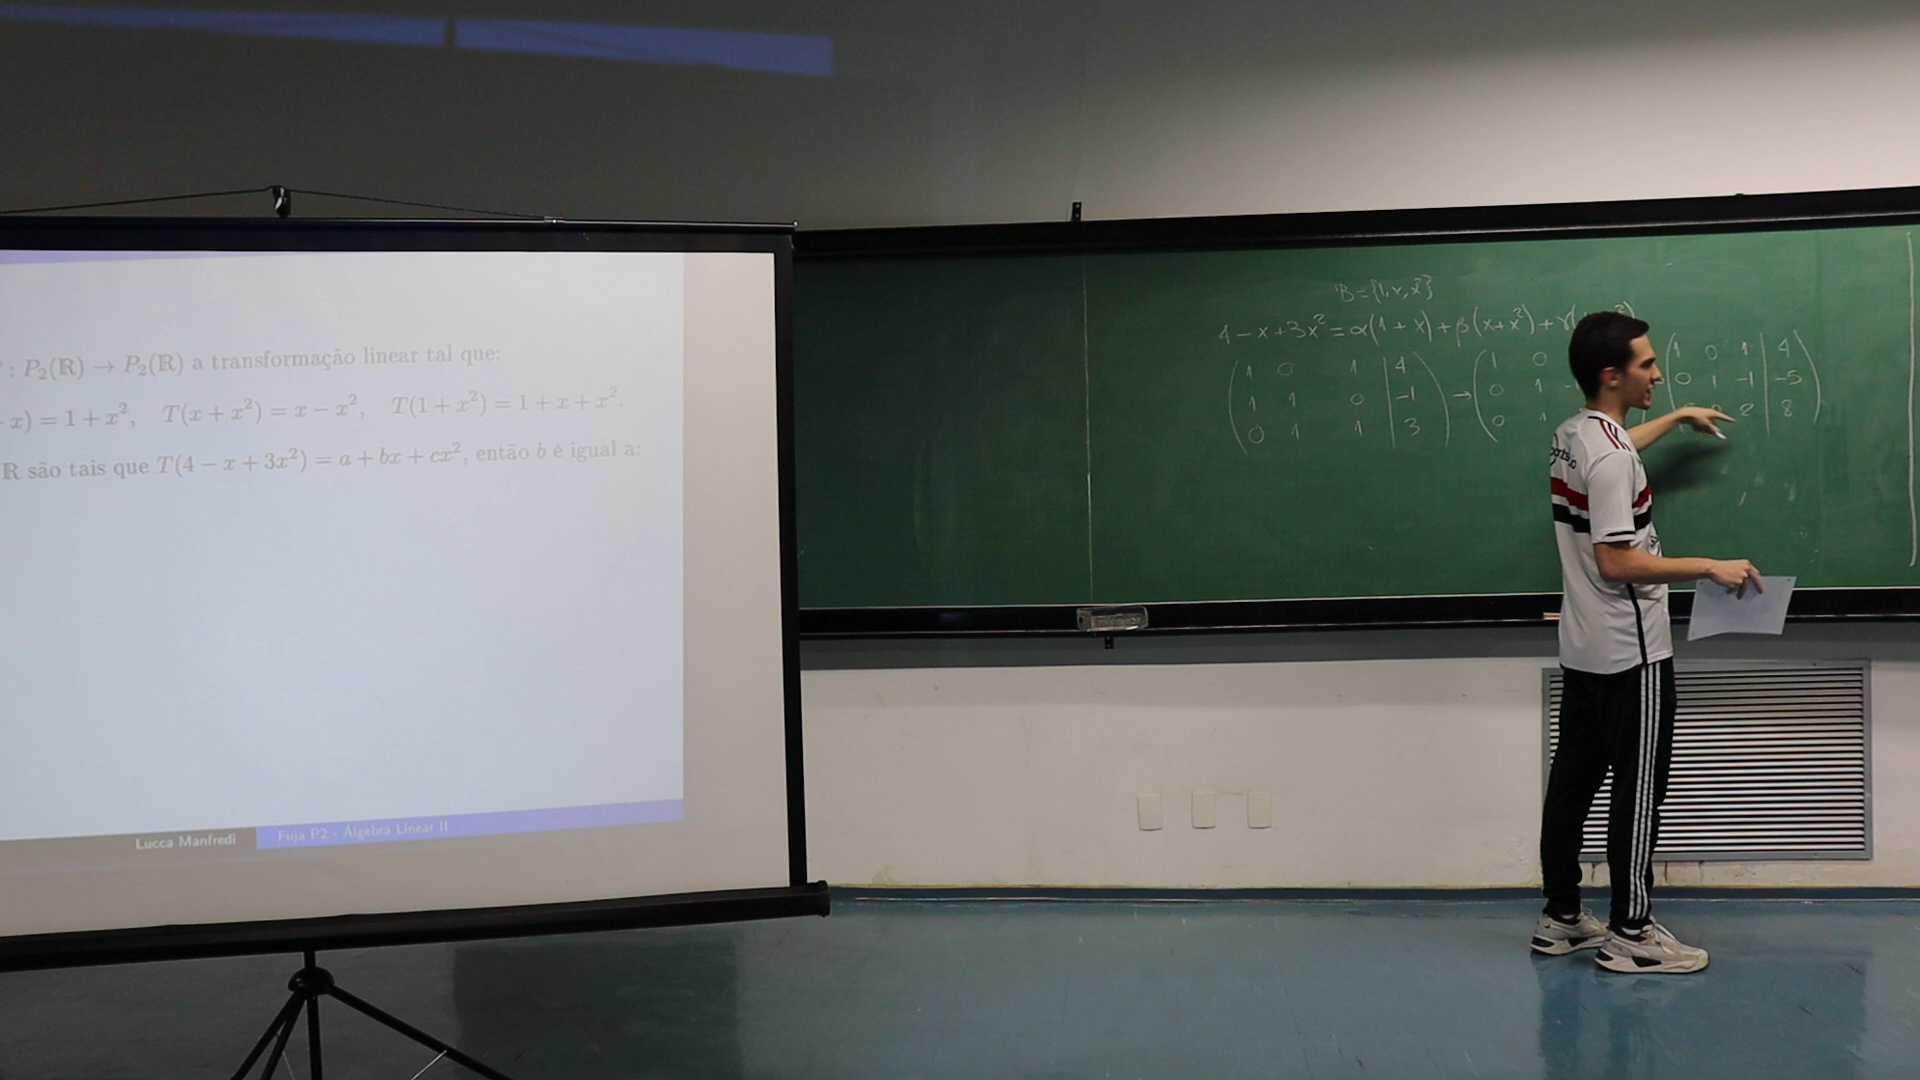 : P₂(ℝ) → P₂(ℝ) a transformação linear tal que:
x) = 1 + x², T(x + x²) = x − x², T(1 + x²) = 1 + x + x².
ℝ são tais que T(4 − x + 3x²) = a + bx + cx², então b é igual a:
Lucca Manfredi Fuja P2 - Álgebra Linear II
B = {1, x, x²}
4 − x + 3x² = α(1 + x) + β(x + x²) + γ(
1 0 1 | 4 → 1 0 1 0 1 | 4
1 1 0 | −1 0 1 0 1 −1 | −5
0 1 1 | 3 0 1 2 | 8